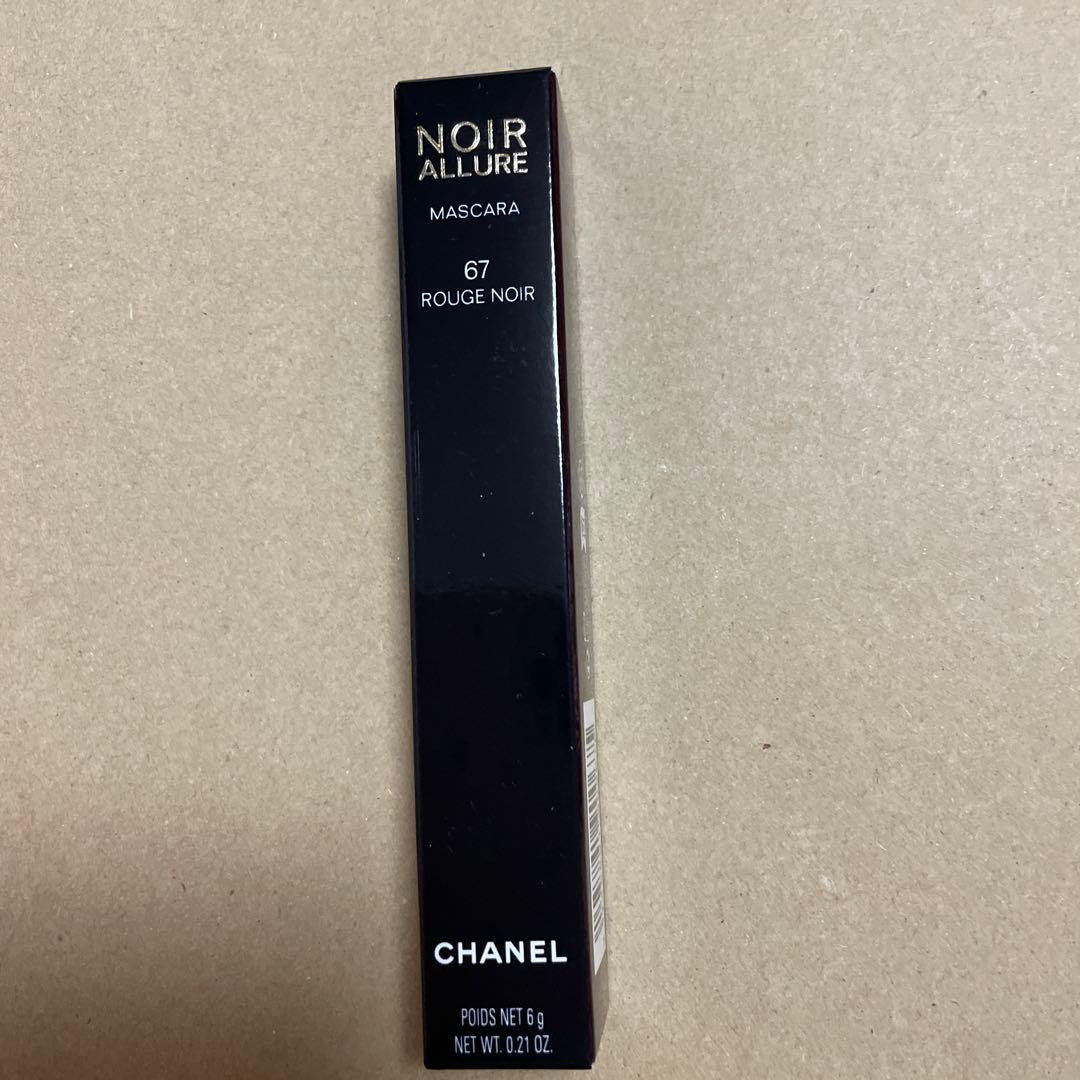 NOIR
ALLURE
MASCARA
67
ROUGE NOIR
CHANEL
POIDS NET 6 g
NET WT. 0.21 OZ.